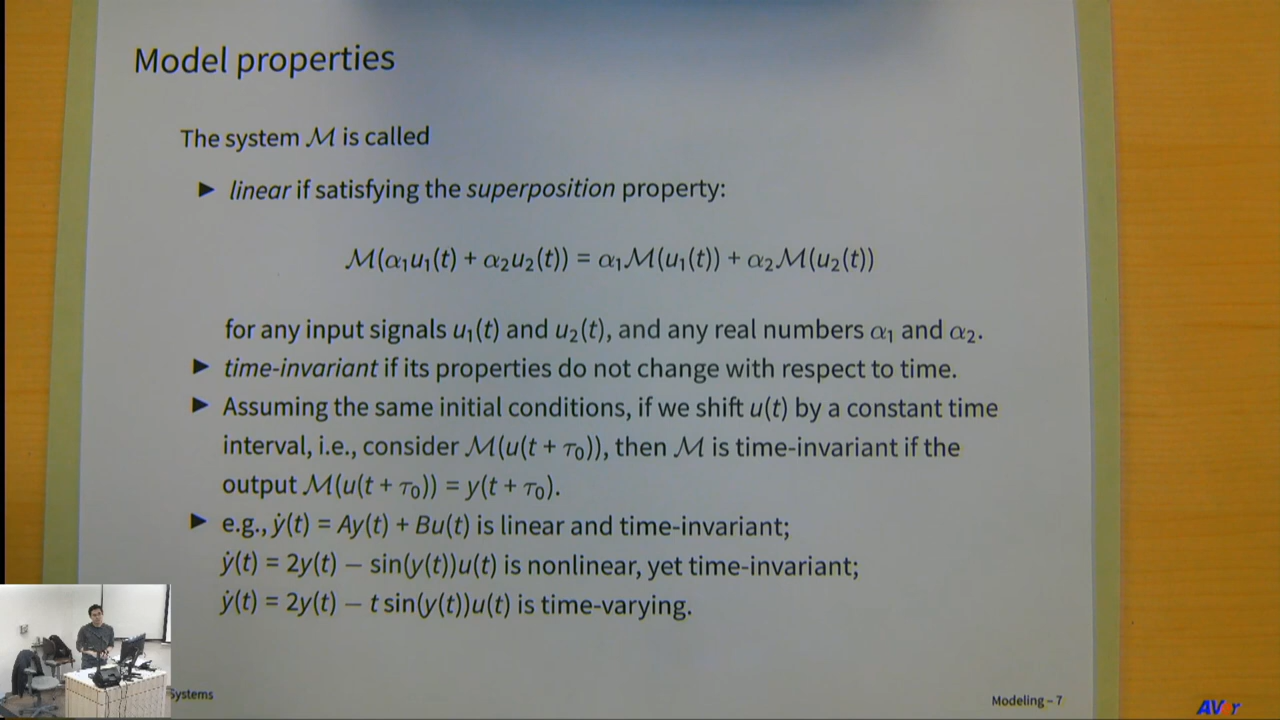 Model properties
The system ℳ is called
► linear if satisfying the superposition property:
ℳ(α₁u₁(t) + α₂u₂(t)) = α₁ℳ(u₁(t)) + α₂ℳ(u₂(t))
for any input signals u₁(t) and u₂(t), and any real numbers α₁ and α₂.
► time-invariant if its properties do not change with respect to time.
► Assuming the same initial conditions, if we shift u(t) by a constant time
interval, i.e., consider ℳ(u(t + τ₀)), then ℳ is time-invariant if the
output ℳ(u(t + τ₀)) = y(t + τ₀).
► e.g., ẏ(t) = Ay(t) + Bu(t) is linear and time-invariant;
ẏ(t) = 2y(t) − sin(y(t))u(t) is nonlinear, yet time-invariant;
ẏ(t) = 2y(t) − t sin(y(t))u(t) is time-varying.
Systems
Modeling – 7